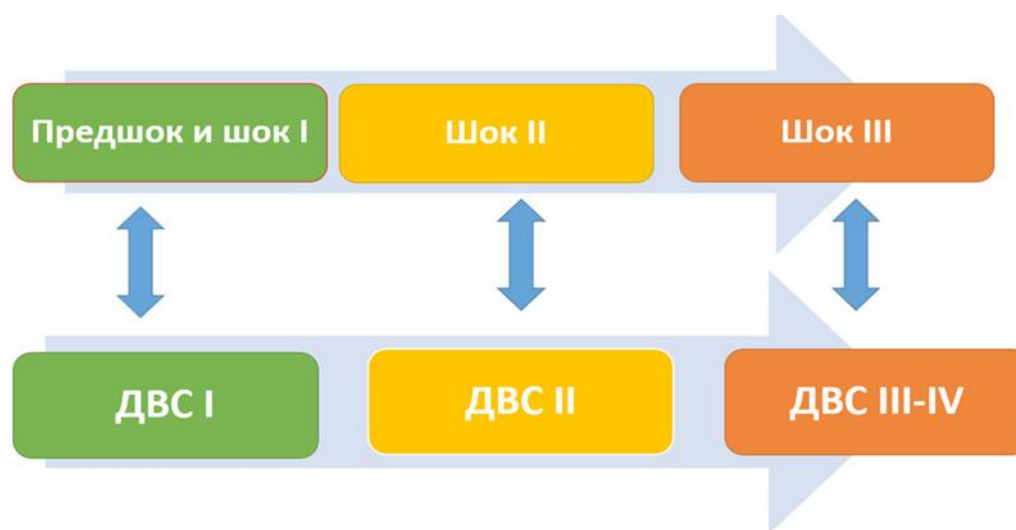 Предшок и шок I
Шок II
Шок III
ДВС I
ДВС II
ДВС III-IV